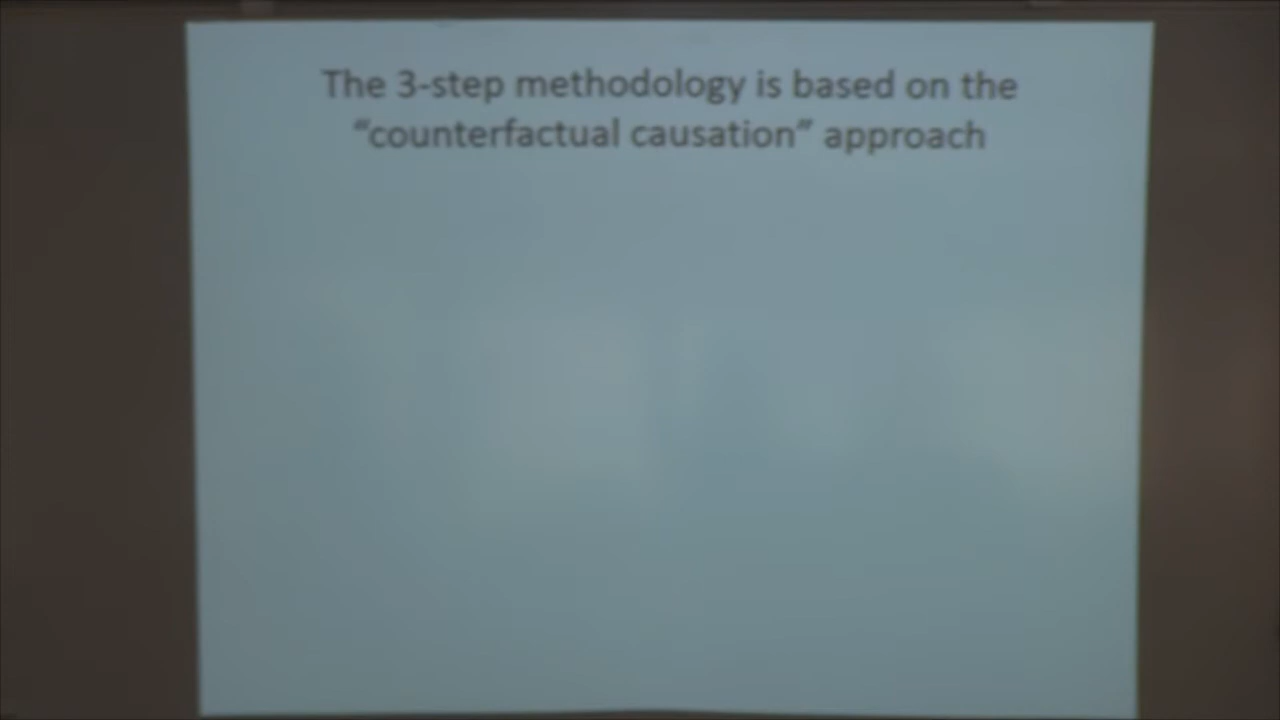 The 3-step methodology is based on the
“counterfactual causation” approach